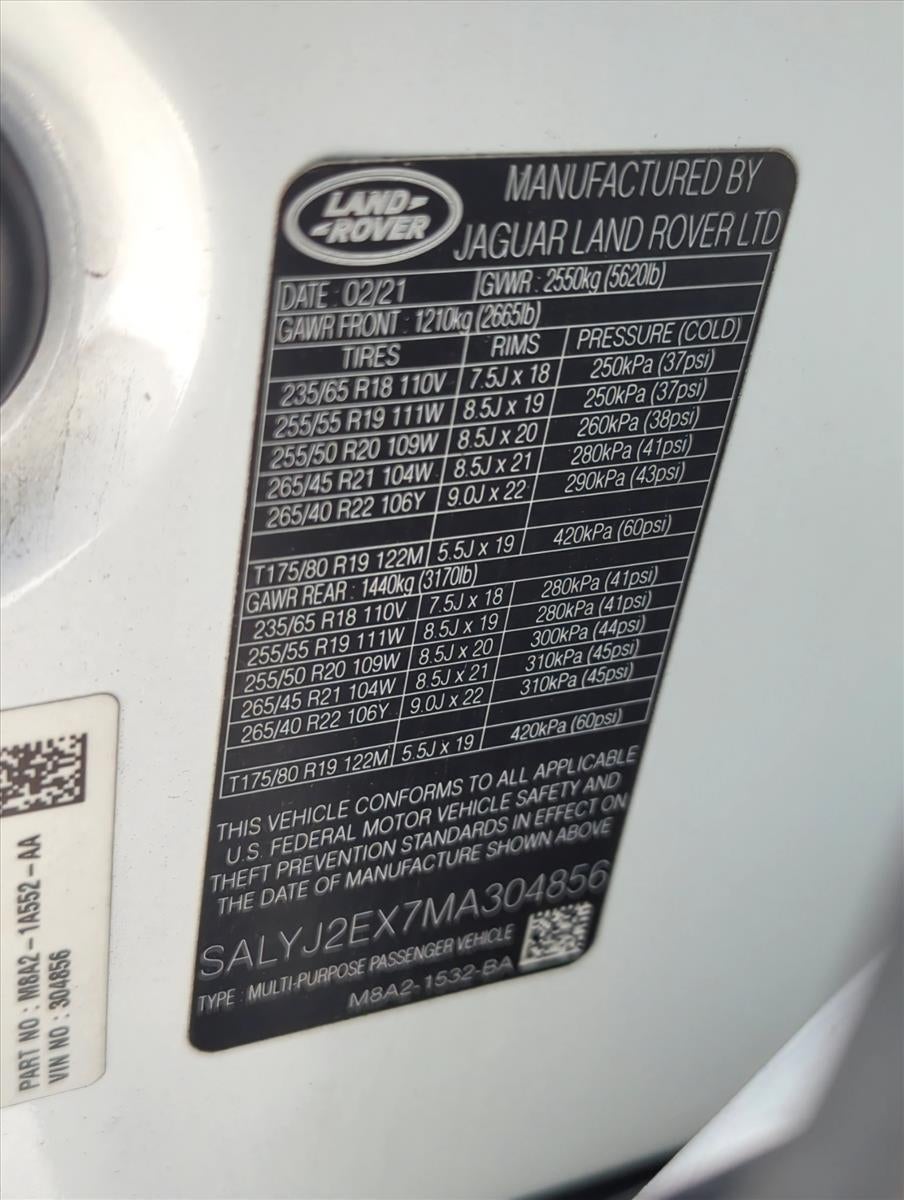 LAND-
-ROVER
MANUFACTURED BY
JAGUAR LAND ROVER LTD
DATE : 02/21 GVWR : 2550kg (5620lb)
GAWR FRONT : 1210kg (2665lb)
TIRES RIMS PRESSURE (COLD)
235/65 R18 110V 7.5J x 18 250kPa (37psi)
255/55 R19 111W 8.5J x 19 250kPa (37psi)
255/50 R20 109W 8.5J x 20 260kPa (38psi)
265/45 R21 104W 8.5J x 21 280kPa (41psi)
265/40 R22 106Y 9.0J x 22 290kPa (43psi)
T175/80 R19 122M 5.5J x 19 420kPa (60psi)
GAWR REAR : 1440kg (3170lb)
235/65 R18 110V 7.5J x 18 280kPa (41psi)
255/55 R19 111W 8.5J x 19 280kPa (41psi)
255/50 R20 109W 8.5J x 20 300kPa (44psi)
265/45 R21 104W 8.5J x 21 310kPa (45psi)
265/40 R22 106Y 9.0J x 22 310kPa (45psi)
T175/80 R19 122M 5.5J x 19 420kPa (60psi)
THIS VEHICLE CONFORMS TO ALL APPLICABLE
U.S. FEDERAL MOTOR VEHICLE SAFETY AND
THEFT PREVENTION STANDARDS IN EFFECT ON
THE DATE OF MANUFACTURE SHOWN ABOVE
SALYJ2EX7MA304856
TYPE : MULTI-PURPOSE PASSENGER VEHICLE
M8A2-1532-BA
PART NO : M8A2-1A552-AA
VIN NO : 304856